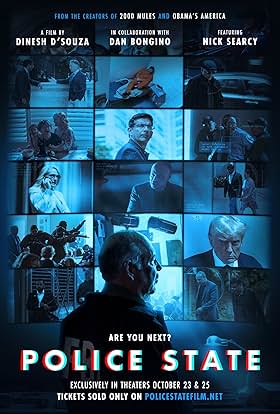 FROM THE CREATORS OF 2000 MULES AND OBAMA'S AMERICA
A FILM BY
DINESH D'SOUZA
IN COLLABORATION WITH
DAN BONGINO
FEATURING
NICK SEARCY
ARE YOU NEXT?
POLICE STATE
EXCLUSIVELY IN THEATERS OCTOBER 23 & 25
TICKETS SOLD ONLY ON POLICESTATEFILM.NET